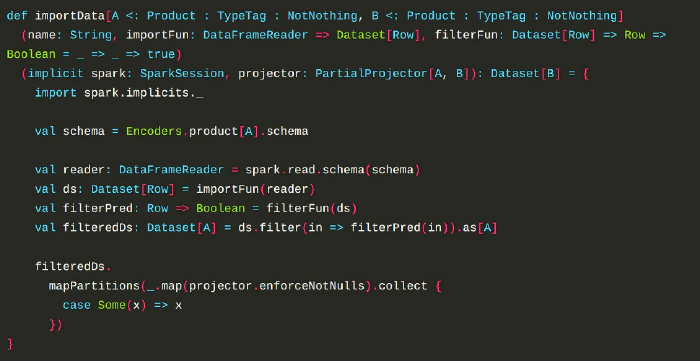 def importData[A <: Product : TypeTag : NotNothing, B <: Product : TypeTag : NotNothing]
(name: String, importFun: DataFrameReader => Dataset[Row], filterFun: Dataset[Row] => Row =>
Boolean = _ => _ => true)
(implicit spark: SparkSession, projector: PartialProjector[A, B]): Dataset[B] = {
import spark.implicits._
val schema = Encoders.product[A].schema
val reader: DataFrameReader = spark.read.schema(schema)
val ds: Dataset[Row] = importFun(reader)
val filterPred: Row => Boolean = filterFun(ds)
val filteredDs: Dataset[A] = ds.filter(in => filterPred(in)).as[A]
filteredDs.
mapPartitions(_.map(projector.enforceNotNulls).collect {
case Some(x) => x
})
}